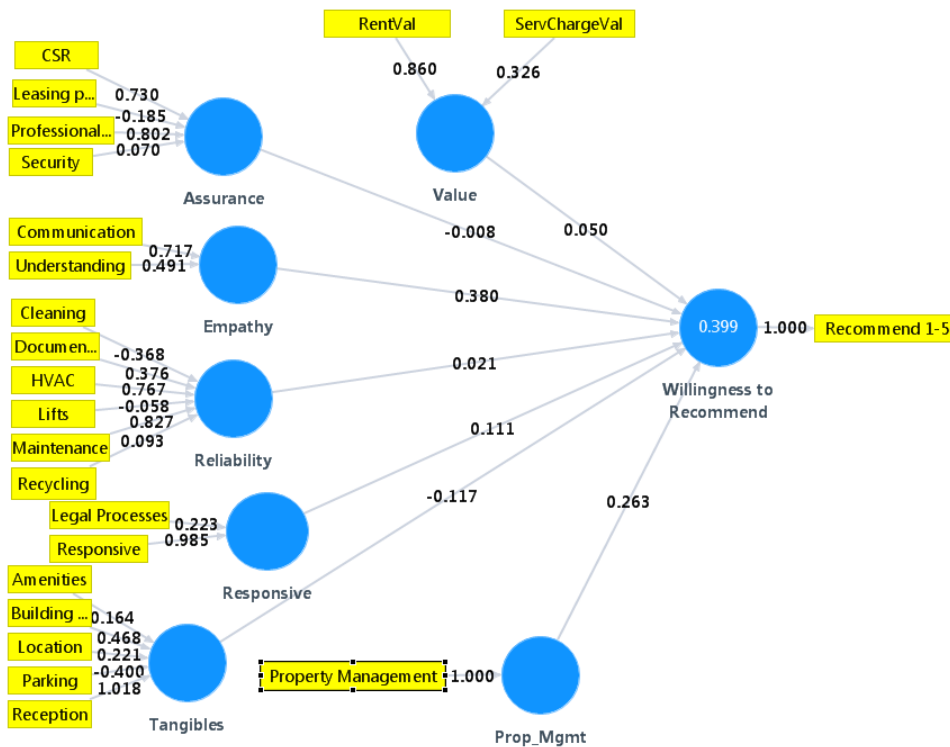 RentVal
ServChargeVal
0.860
0.326
Value
CSR
Leasing p...
Professional...
Security
0.730
-0.185
0.802
0.070
Assurance
-0.008
0.050
Communication
Understanding
0.717
0.491
Empathy
0.380
Cleaning
Documen...
HVAC
Lifts
Maintenance
Recycling
-0.368
0.376
0.767
-0.058
0.827
0.093
Reliability
0.021
0.399
1.000
Recommend 1-5
Willingness to
Recommend
Legal Processes
Responsive
0.223
0.985
Responsive
0.111
Amenities
Building ...
Location
Parking
Reception
0.164
0.468
0.221
-0.400
1.018
Tangibles
-0.117
Property Management
1.000
Prop_Mgmt
0.263